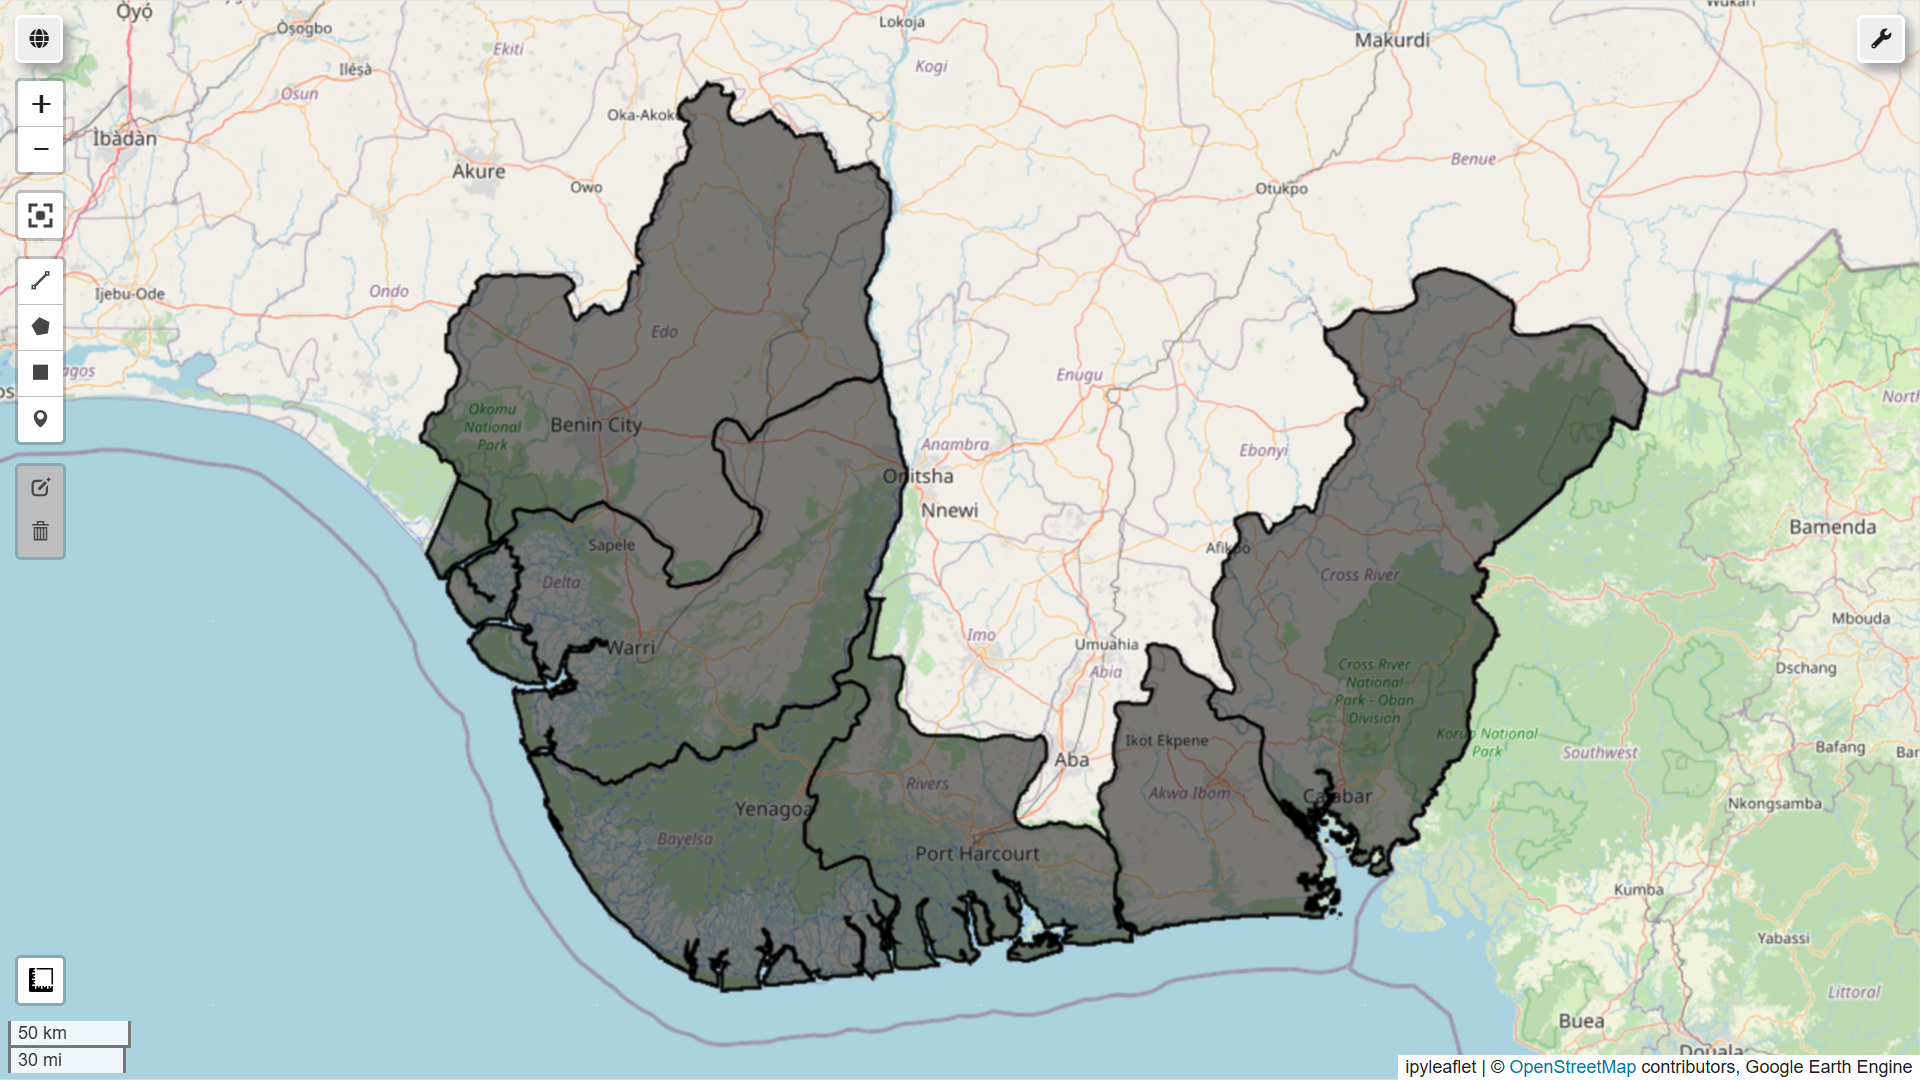 Ọyọ́
Òṣogbo
Lokoja
Makurdi
Wukari
Ekiti
Iléṣà
Kogi
Osun
Oka-Akoko
Ìbàdàn
Akure
Owo
Otukpo
Benue
Ondo
Ijebu-Ode
Edo
agos
os
Enugu
North
Okomu
National
Park
Benin City
Anambra
Ebonyi
Onitsha
Nnewi
Bamenda
Sapele
Afikpo
Delta
Cross River
Mbouda
Imo
Umuahia
Warri
Abia
Cross River
National
Park - Oban
Division
Dschang
Korup National
Park
Ikot Ekpene
Southwest
Bafang
Bar
Aba
Rivers
Akwa Ibom
Calabar
Nkongsamba
Yenagoa
Bayelsa
Port Harcourt
Kumba
Yabassi
Littoral
Buea
Douala
50 km
30 mi
ipyleaflet | © OpenStreetMap contributors, Google Earth Engine